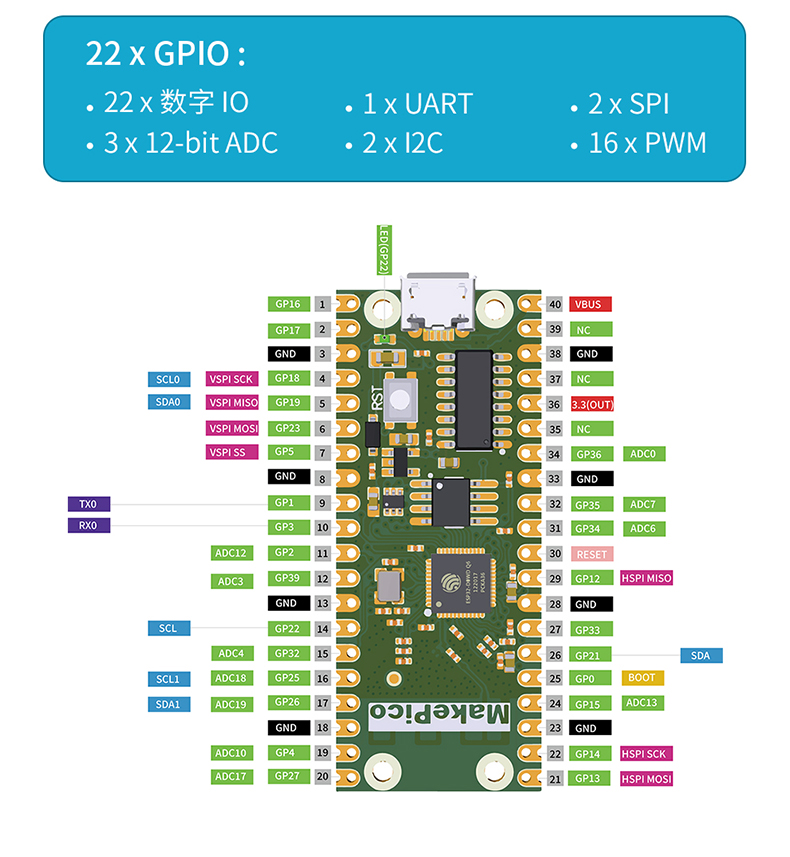 22 x GPIO :
• 22 x 数字 IO • 1 x UART • 2 x SPI
• 3 x 12-bit ADC • 2 x I2C • 16 x PWM
LED(GP22)
GP16 1 40 VBUS
GP17 2 39 NC
GND 3 38 GND
SCL0 VSPI SCK GP18 4 37 NC
SDA0 VSPI MISO GP19 5 36 3.3(OUT)
VSPI MOSI GP23 6 35 NC
VSPI SS GP5 7 34 GP36 ADC0
GND 8 33 GND
TX0 GP1 9 32 GP35 ADC7
RX0 GP3 10 31 GP34 ADC6
ADC12 GP2 11 30 RESET
ADC3 GP39 12 29 GP12 HSPI MISO
GND 13 28 GND
SCL GP22 14 27 GP33
ADC4 GP32 15 26 GP21 SDA
SCL1 ADC18 GP25 16 25 GP0 BOOT
SDA1 ADC19 GP26 17 24 GP15 ADC13
GND 18 23 GND
ADC10 GP4 19 22 GP14 HSPI SCK
ADC17 GP27 20 21 GP13 HSPI MOSI
RST
MakePico